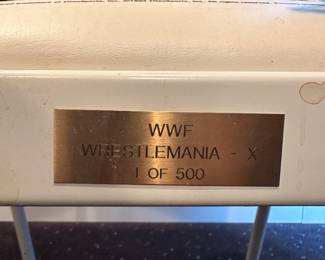 WWF
WRESTLEMANIA - X
1 OF 500